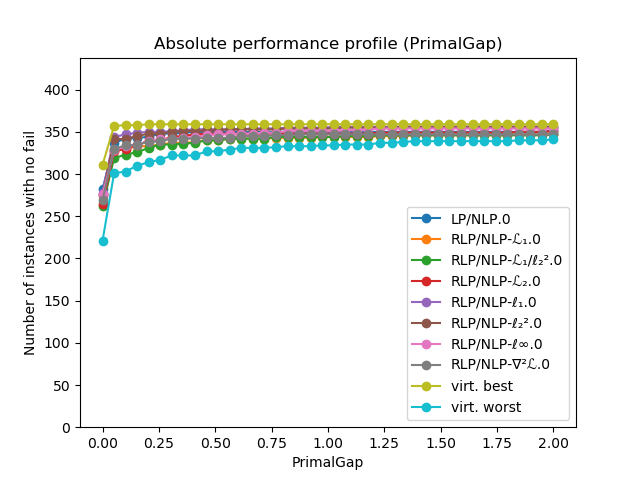 Absolute performance profile (PrimalGap)
Number of instances with no fail
400
350
300
250
200
150
100
50
0
LP/NLP.0
RLP/NLP-ℒ₁.0
RLP/NLP-ℒ₁/ℓ₂².0
RLP/NLP-ℒ₂.0
RLP/NLP-ℓ₁.0
RLP/NLP-ℓ₂².0
RLP/NLP-ℓ∞.0
RLP/NLP-∇²ℒ.0
virt. best
virt. worst
0.00 0.25 0.50 0.75 1.00 1.25 1.50 1.75 2.00
PrimalGap